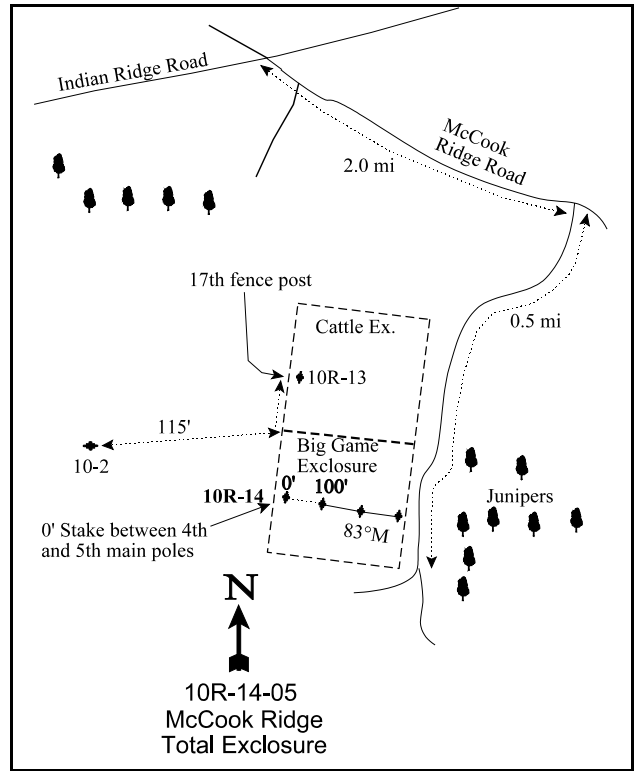 Indian Ridge Road
McCook
Ridge Road
2.0 mi
17th fence post
0.5 mi
Cattle Ex.
10R-13
115'
10-2
Big Game
Exclosure
0'
100'
10R-14
83°M
Junipers
0' Stake between 4th
and 5th main poles
N
10R-14-05
McCook Ridge
Total Exclosure